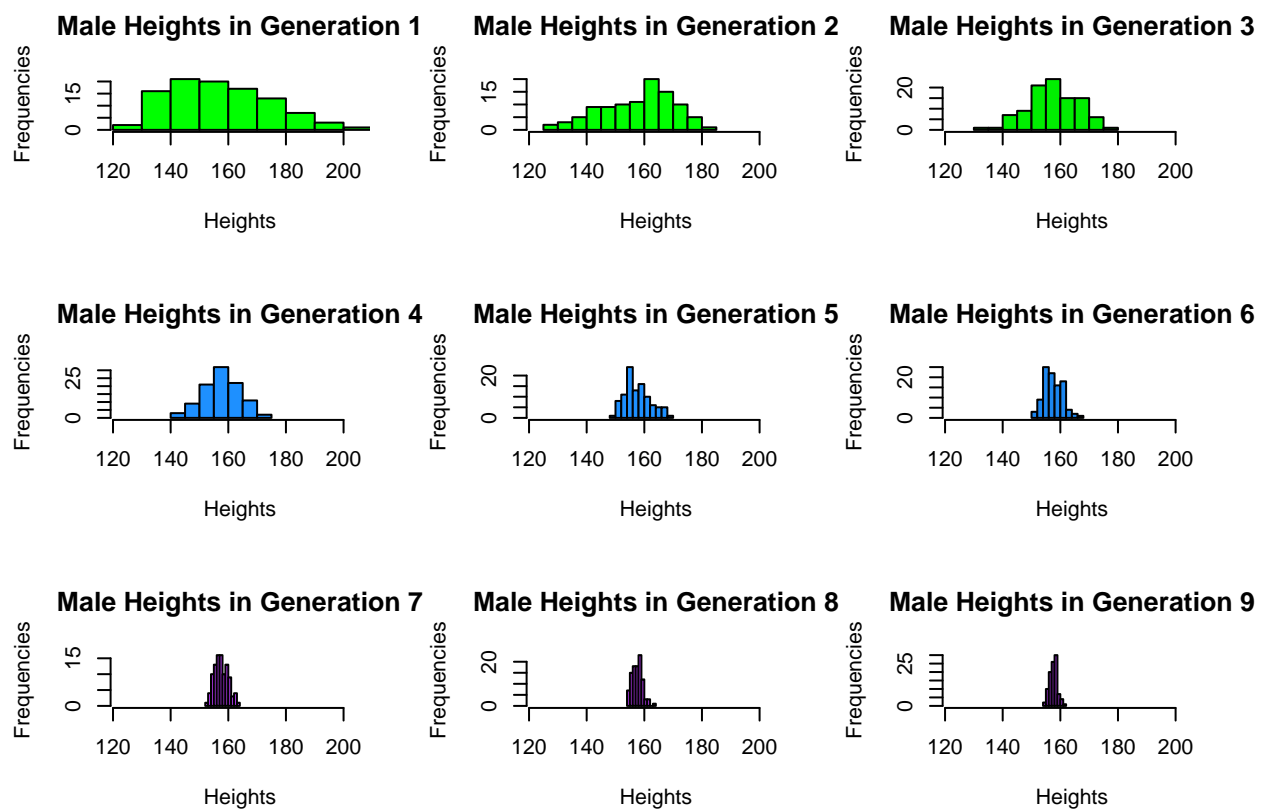 Male Heights in Generation 1
Frequencies
0
15
120 140 160 180 200
Heights
Male Heights in Generation 2
Frequencies
0
15
120 140 160 180 200
Heights
Male Heights in Generation 3
Frequencies
0
20
120 140 160 180 200
Heights
Male Heights in Generation 4
Frequencies
0
25
120 140 160 180 200
Heights
Male Heights in Generation 5
Frequencies
0
20
120 140 160 180 200
Heights
Male Heights in Generation 6
Frequencies
0
20
120 140 160 180 200
Heights
Male Heights in Generation 7
Frequencies
0
15
120 140 160 180 200
Heights
Male Heights in Generation 8
Frequencies
0
20
120 140 160 180 200
Heights
Male Heights in Generation 9
Frequencies
0
25
120 140 160 180 200
Heights